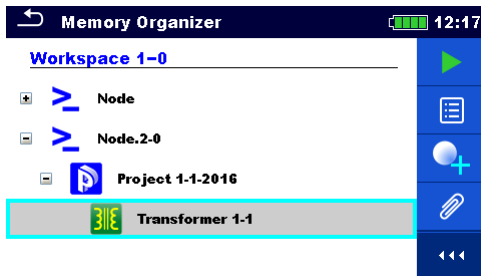 Memory Organizer
12:17
Workspace 1-0
Node
Node.2-0
Project 1-1-2016
Transformer 1-1